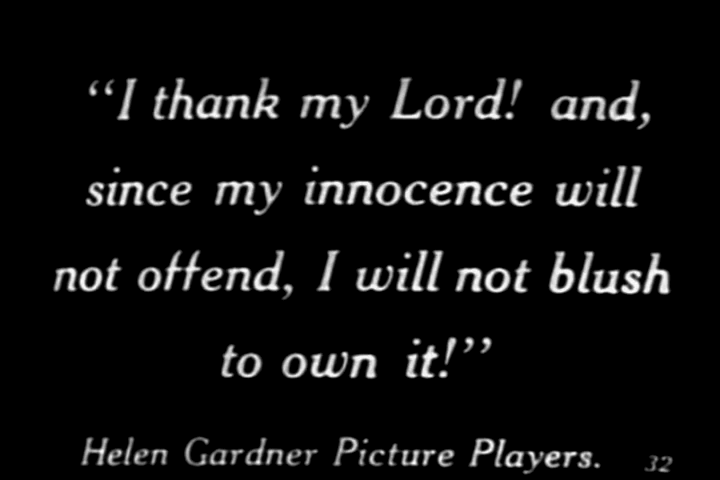 “I thank my Lord! and,
since my innocence will
not offend, I will not blush
to own it!”
Helen Gardner Picture Players. 32